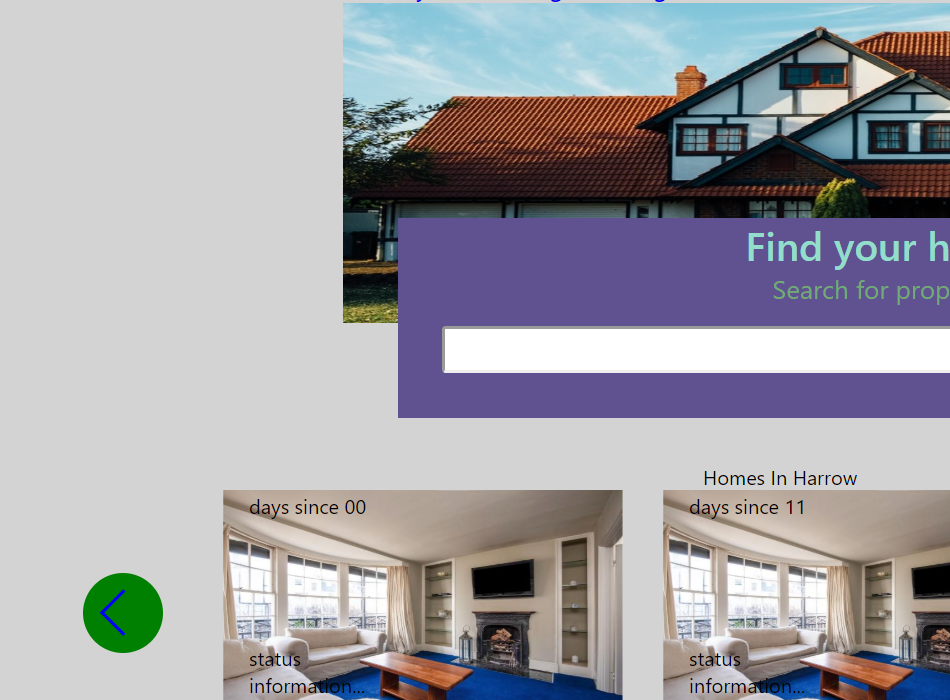 Find your h
Search for prop
Homes In Harrow
days since 00
days since 11
status
information...
status
information...